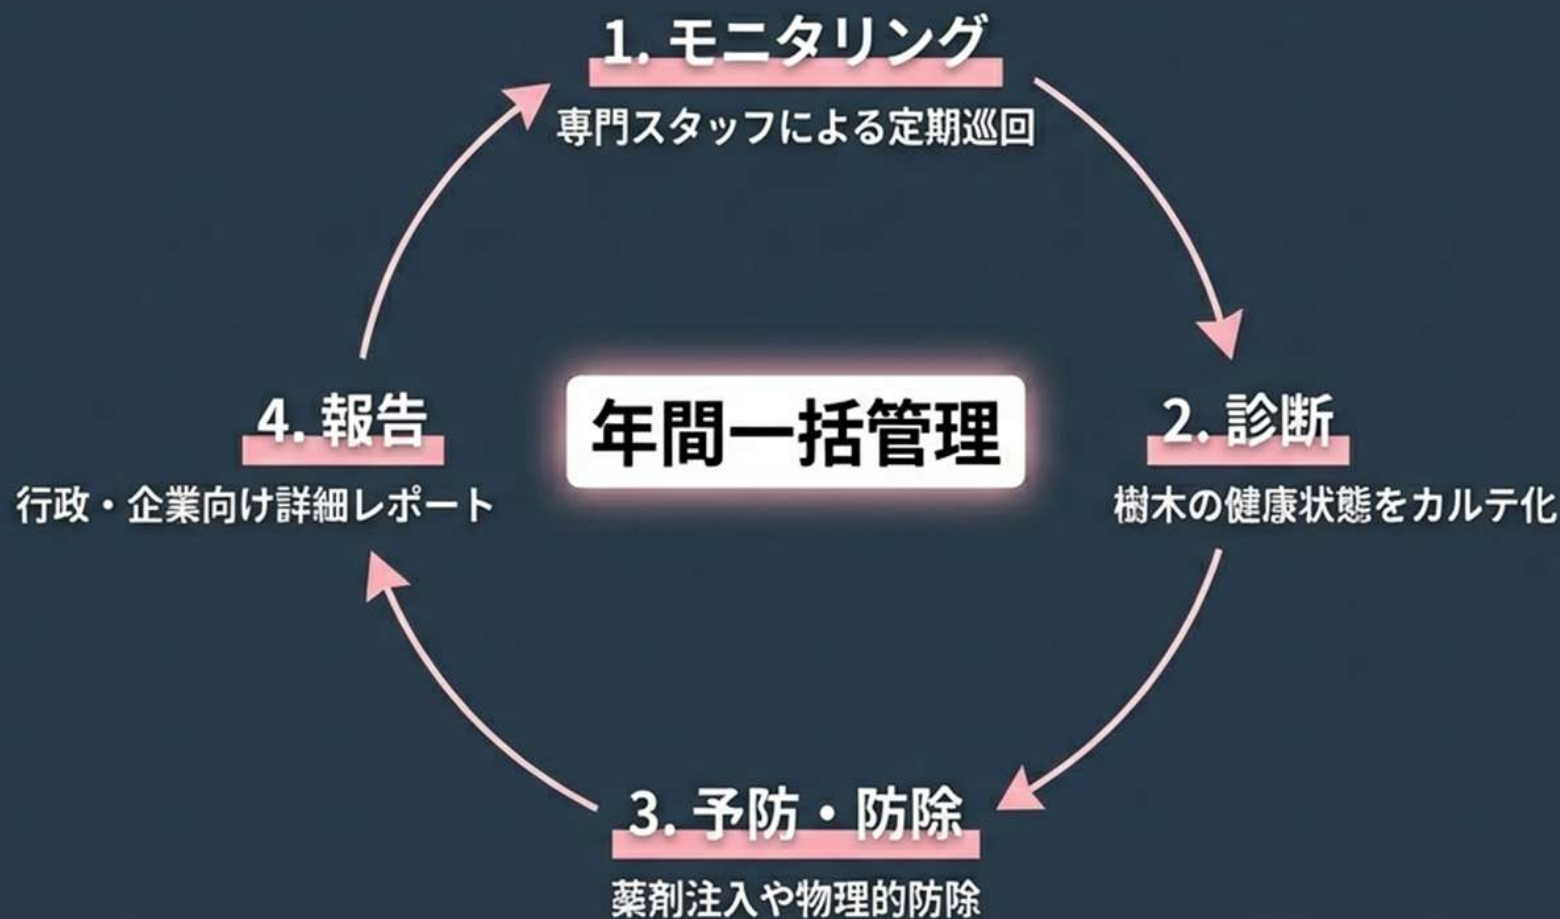 1. モニタリング
専門スタッフによる定期巡回
年間一括管理
2. 診断
樹木の健康状態をカルテ化
3. 予防・防除
薬剤注入や物理的防除
4. 報告
行政・企業向け詳細レポート